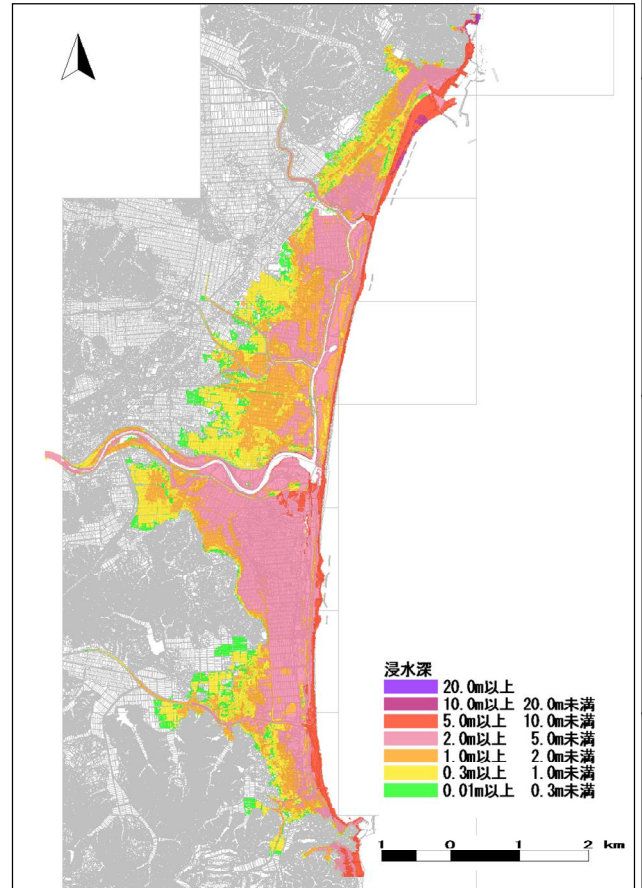 浸水深
20.0m以上
10.0m以上 20.0m未満
5.0m以上 10.0m未満
2.0m以上 5.0m未満
1.0m以上 2.0m未満
0.3m以上 1.0m未満
0.01m以上 0.3m未満
1 0 1 2 km